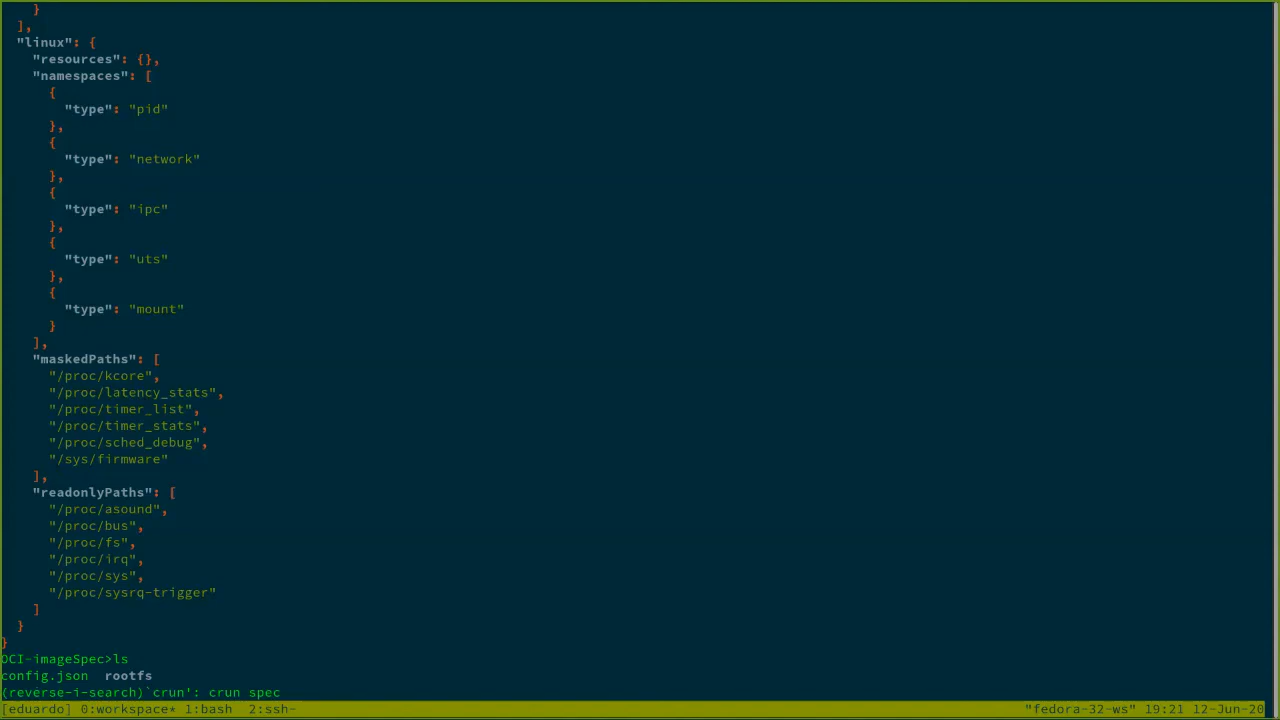 }
  ],
  "linux": {
    "resources": {},
    "namespaces": [
      {
        "type": "pid"
      },
      {
        "type": "network"
      },
      {
        "type": "ipc"
      },
      {
        "type": "uts"
      },
      {
        "type": "mount"
      }
    ],
    "maskedPaths": [
      "/proc/kcore",
      "/proc/latency_stats",
      "/proc/timer_list",
      "/proc/timer_stats",
      "/proc/sched_debug",
      "/sys/firmware"
    ],
    "readonlyPaths": [
      "/proc/asound",
      "/proc/bus",
      "/proc/fs",
      "/proc/irq",
      "/proc/sys",
      "/proc/sysrq-trigger"
    ]
  }
}
OCI-imageSpec>ls
config.json  rootfs
(reverse-i-search)`crun': crun spec
[eduardo] 0:workspace* 1:bash  2:ssh- "fedora-32-ws" 19:21 12-Jun-20